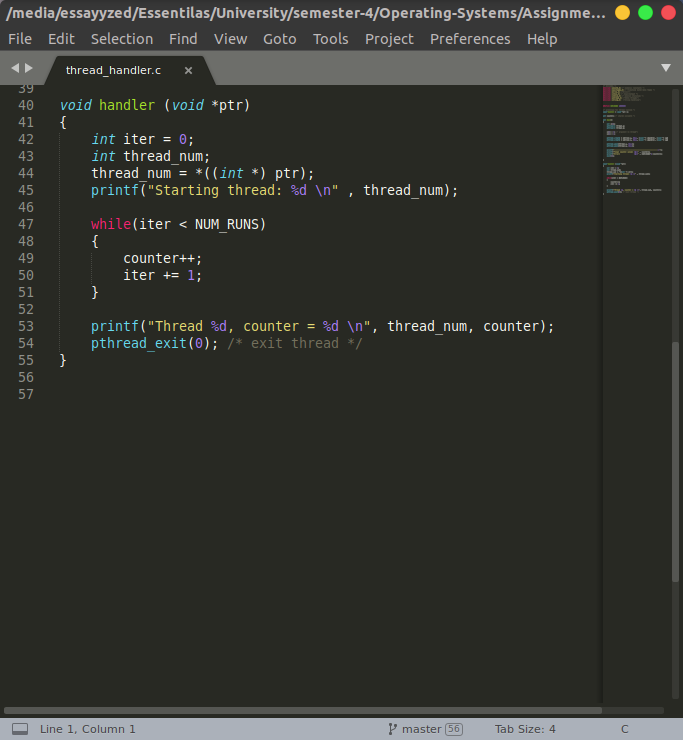 /media/essayyzed/Essentilas/University/semester-4/Operating-Systems/Assignme...
File Edit Selection Find View Goto Tools Project Preferences Help
thread_handler.c ×
39
40 void handler (void *ptr)
41 {
42     int iter = 0;
43     int thread_num;
44     thread_num = *((int *) ptr);
45     printf("Starting thread: %d \n" , thread_num);
46
47     while(iter < NUM_RUNS)
48     {
49         counter++;
50         iter += 1;
51     }
52
53     printf("Thread %d, counter = %d \n", thread_num, counter);
54     pthread_exit(0); /* exit thread */
55 }
56
57
Line 1, Column 1 master 56 Tab Size: 4 C